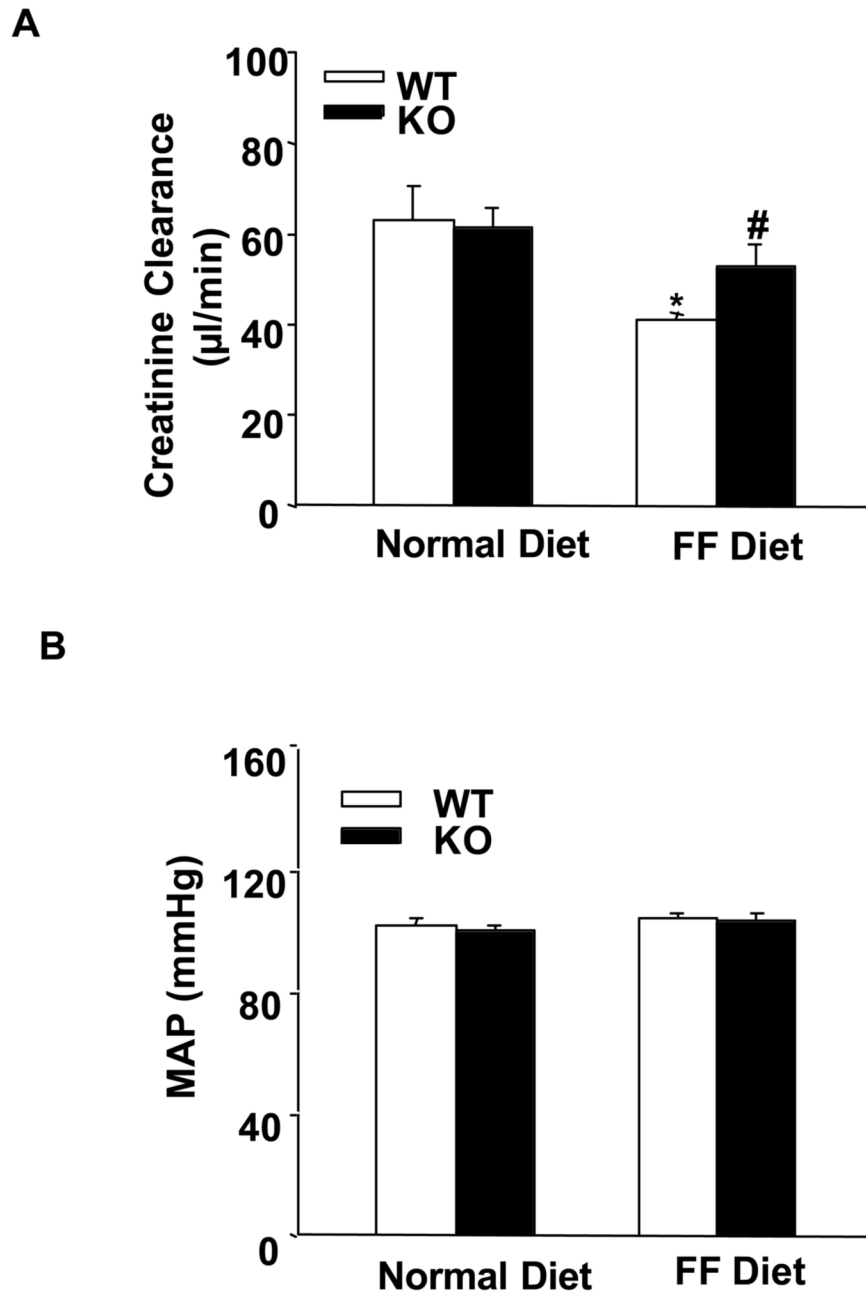 A
Creatinine Clearance
(µl/min)
100
80
60
40
20
0
WT
KO
*
#
Normal Diet
FF Diet
B
MAP (mmHg)
160
120
80
40
0
WT
KO
Normal Diet
FF Diet